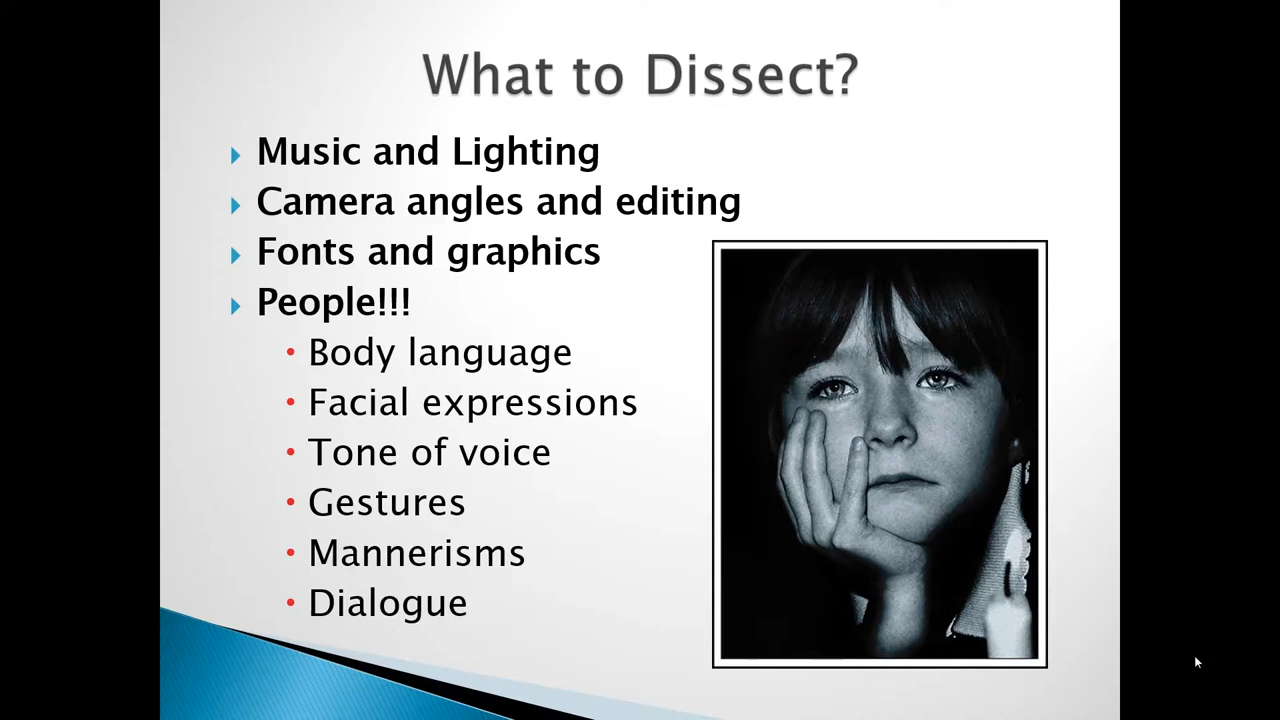 What to Dissect?
Music and Lighting
Camera angles and editing
Fonts and graphics
People!!!
Body language
Facial expressions
Tone of voice
Gestures
Mannerisms
Dialogue